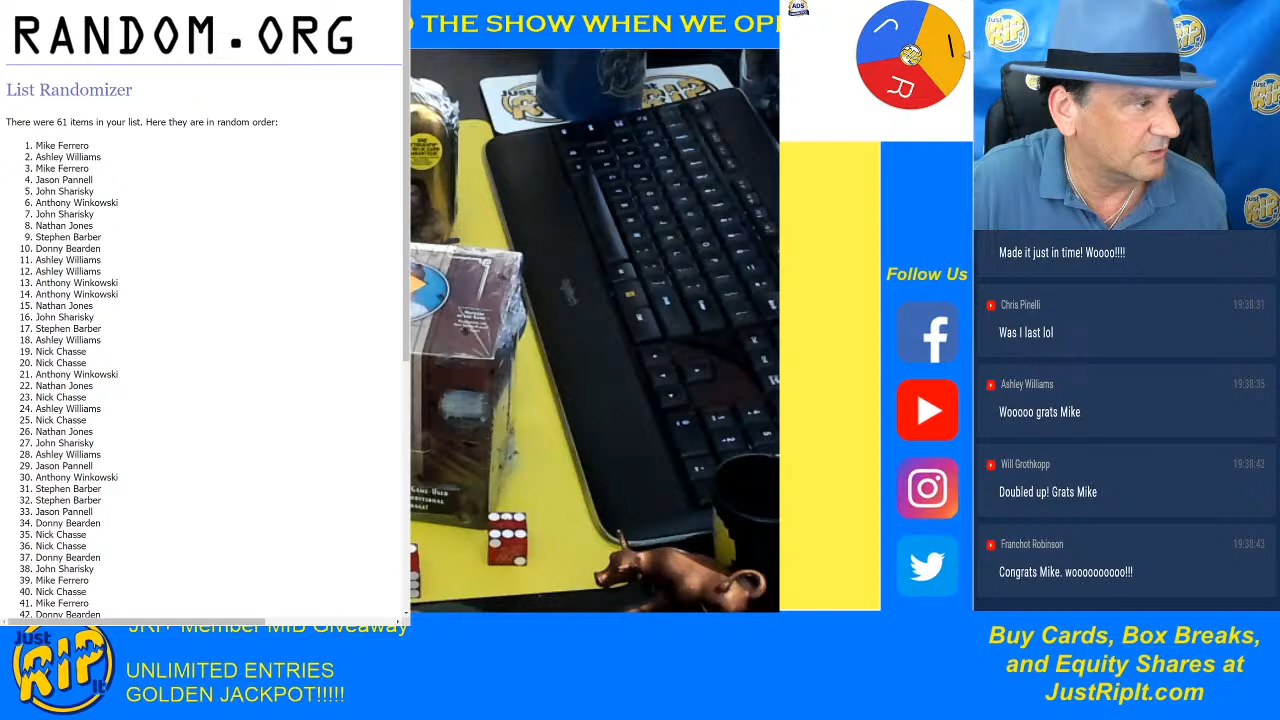 RANDOM.ORG
List Randomizer
There were 61 items in your list. Here they are in random order:
1. Mike Ferrero
2. Ashley Williams
3. Mike Ferrero
4. Jason Pannell
5. John Sharisky
6. Anthony Winkowski
7. John Sharisky
8. Nathan Jones
9. Stephen Barber
10. Donny Bearden
11. Ashley Williams
12. Ashley Williams
13. Anthony Winkowski
14. Anthony Winkowski
15. Nathan Jones
16. John Sharisky
17. Stephen Barber
18. Ashley Williams
19. Nick Chasse
20. Nick Chasse
21. Anthony Winkowski
22. Nathan Jones
23. Nick Chasse
24. Ashley Williams
25. Nick Chasse
26. Nathan Jones
27. John Sharisky
28. Ashley Williams
29. Jason Pannell
30. Anthony Winkowski
31. Stephen Barber
32. Stephen Barber
33. Jason Pannell
34. Donny Bearden
35. Nick Chasse
36. Nick Chasse
37. Donny Bearden
38. John Sharisky
39. Mike Ferrero
40. Nick Chasse
41. Mike Ferrero
42. Donny Bearden
THE SHOW WHEN WE OPE
ADS
J
I
R
Follow Us
Made it just in time! Woooo!!!!
Chris Pinelli 19:38:31
Was I last lol
Ashley Williams 19:38:35
Wooooo grats Mike
Will Grothkopp 19:38:43
Doubled up! Grats Mike
Franchot Robinson 19:38:43
Congrats Mike. woooooooooo!!!
Just
RIP
It
JRI+ Member MIB Giveaway
UNLIMITED ENTRIES
GOLDEN JACKPOT!!!!!
Buy Cards, Box Breaks,
and Equity Shares at
JustRipIt.com